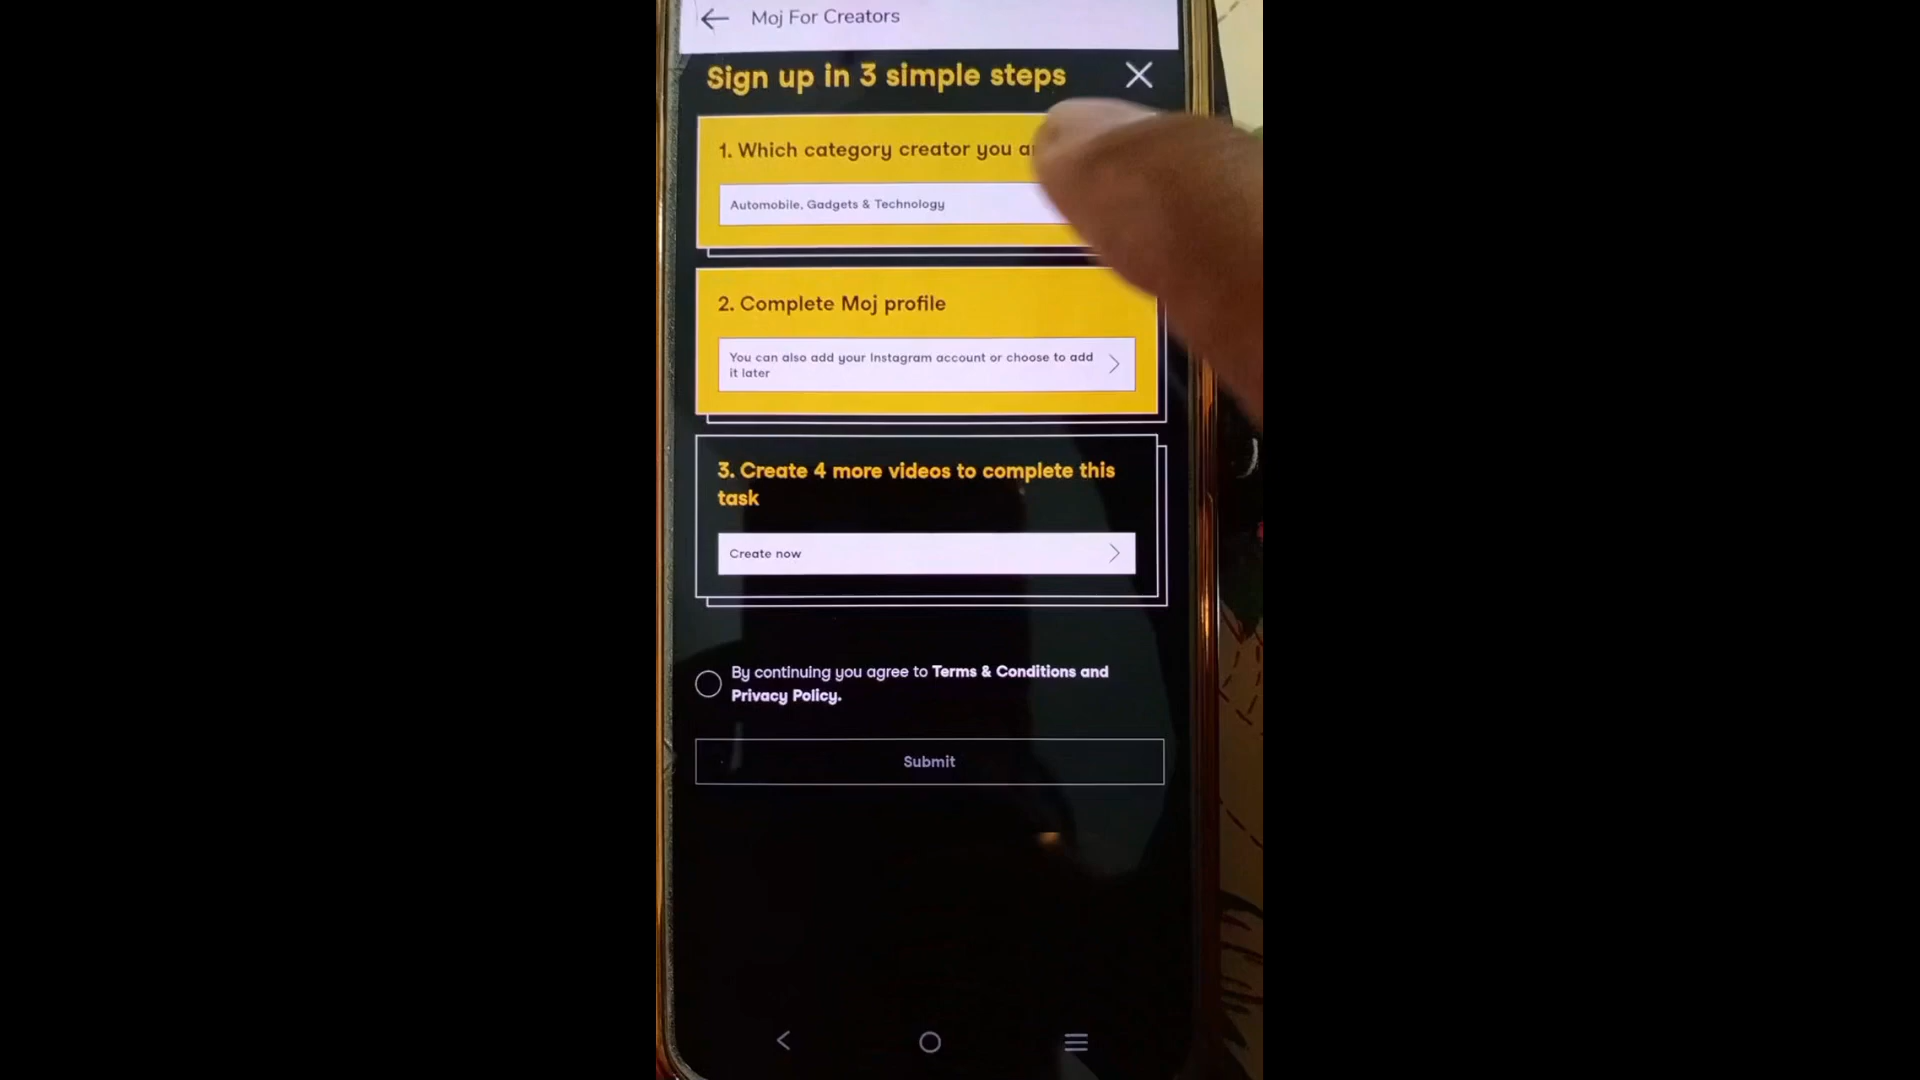 Moj For Creators
Sign up in 3 simple steps
1. Which category creator you
Automobile, Gadgets & Technology
2. Complete Moj profile
You can also add your Instagram account or choose to add
it later
3. Create 4 more videos to complete this
task
Create now
By continuing you agree to Terms & Conditions and
Privacy Policy.
Submit